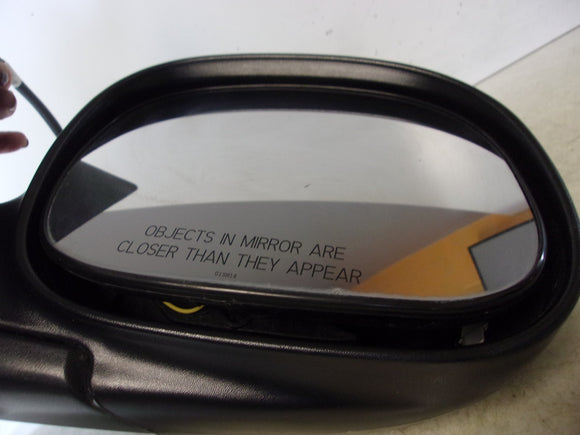 OBJECTS IN MIRROR ARE
CLOSER THAN THEY APPEAR